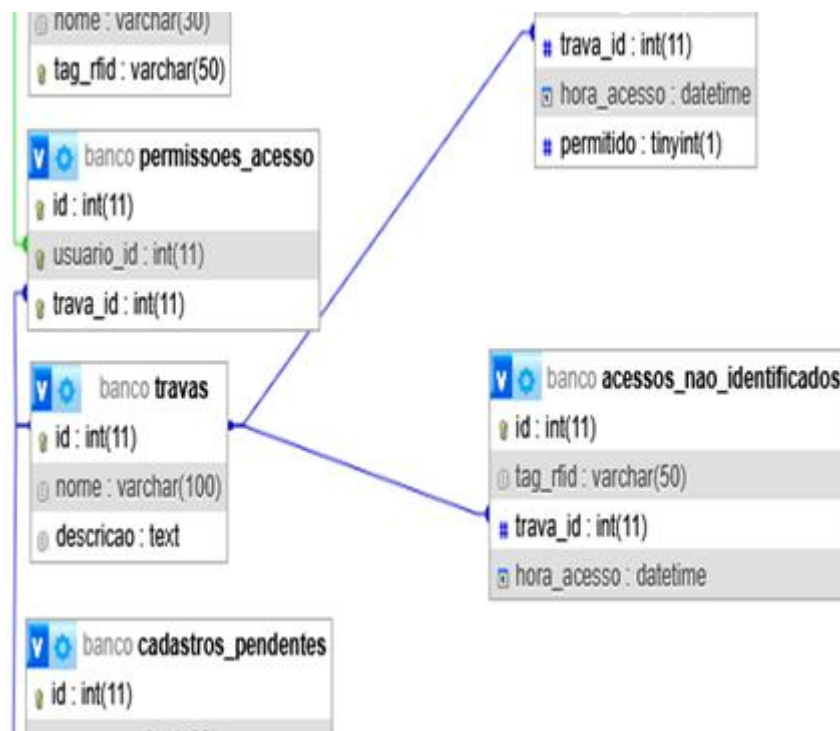 nome : varchar(30)
tag_rfid : varchar(50)
V banco permissoes_acesso
id : int(11)
usuario_id : int(11)
trava_id : int(11)
V banco travas
id : int(11)
nome : varchar(100)
descricao : text
V banco cadastros_pendentes
id : int(11)
# trava_id : int(11)
hora_acesso : datetime
# permitido : tinyint(1)
V banco acessos_nao_identificados
id : int(11)
tag_rfid : varchar(50)
# trava_id : int(11)
hora_acesso : datetime